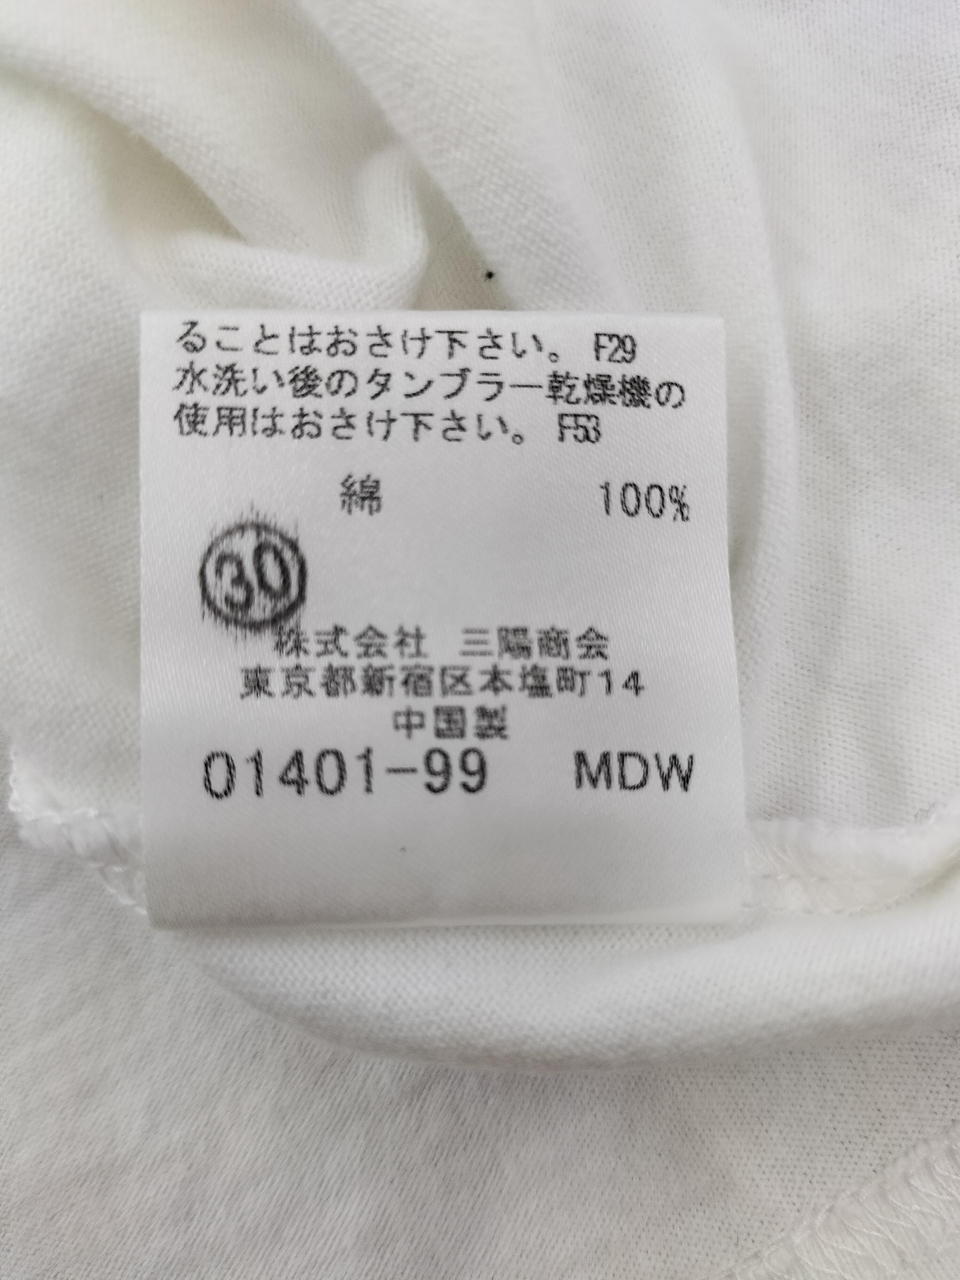 ることはおさけ下さい。 F29
水洗い後のタンブラー乾燥機の
使用はおさけ下さい。 F53
綿 100%
30
株式会社 三陽商会
東京都新宿区本塩町14
中国製
01401-99 MDW